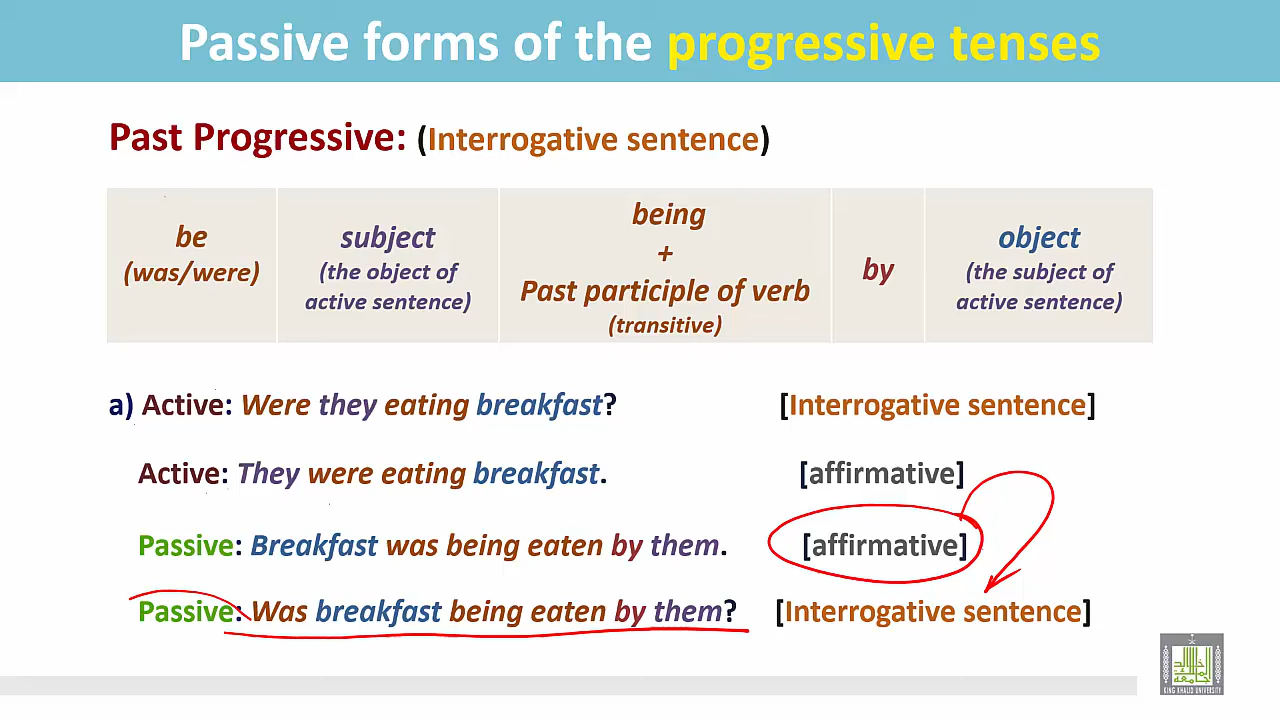 Passive forms of the progressive tenses
Past Progressive: (Interrogative sentence)
be
(was/were)
subject
(the object of
active sentence)
being
+
Past participle of verb
(transitive)
by
object
(the subject of
active sentence)
a) Active: Were they eating breakfast? [Interrogative sentence]
Active: They were eating breakfast. [affirmative]
Passive: Breakfast was being eaten by them. [affirmative]
Passive: Was breakfast being eaten by them? [Interrogative sentence]
KING KHALID UNIVERSITY